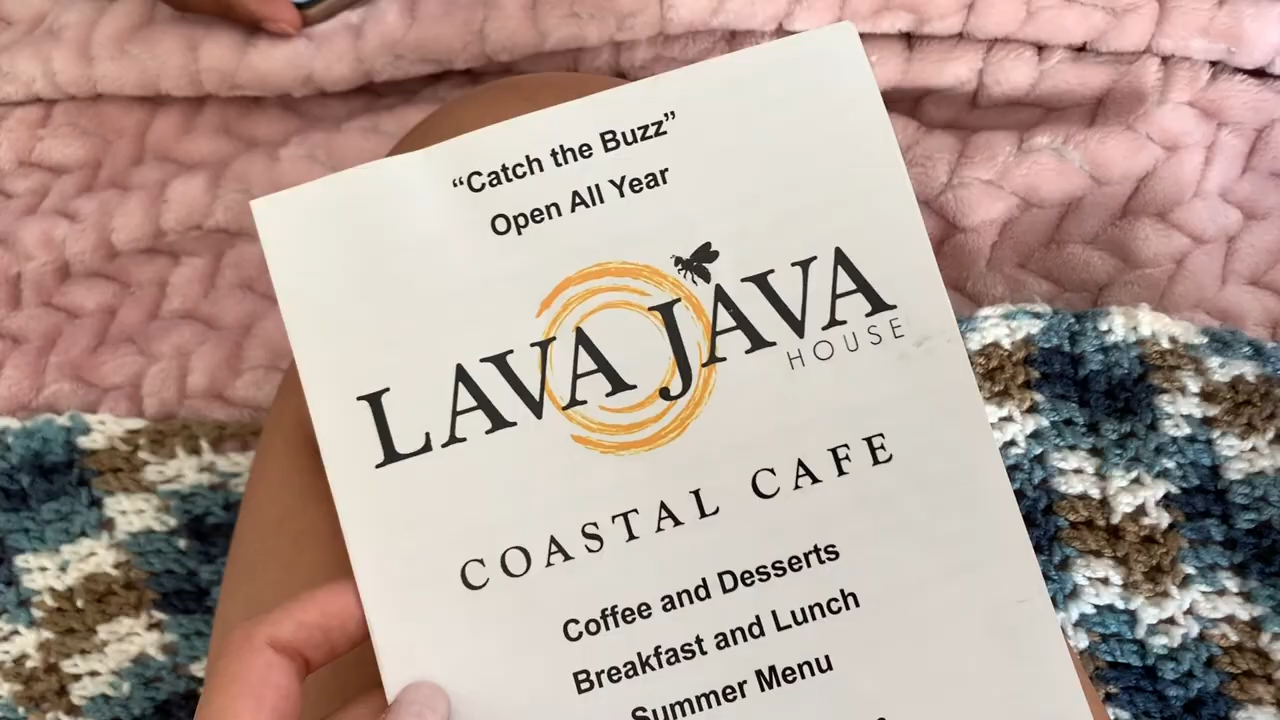 “Catch the Buzz”
Open All Year
LAVA JAVA
HOUSE
COASTAL CAFE
Coffee and Desserts
Breakfast and Lunch
Summer Menu